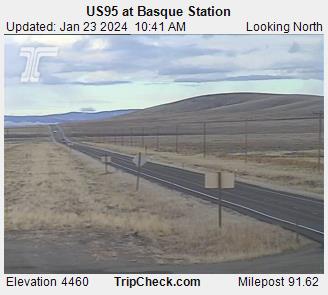 US95 at Basque Station
Updated: Jan 23 2024 10:41 AM Looking North
Elevation 4460 TripCheck.com Milepost 91.62